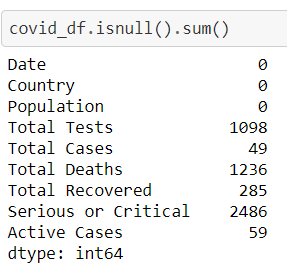 covid_df.isnull().sum()
Date 0
Country 0
Population 0
Total Tests 1098
Total Cases 49
Total Deaths 1236
Total Recovered 285
Serious or Critical 2486
Active Cases 59
dtype: int64